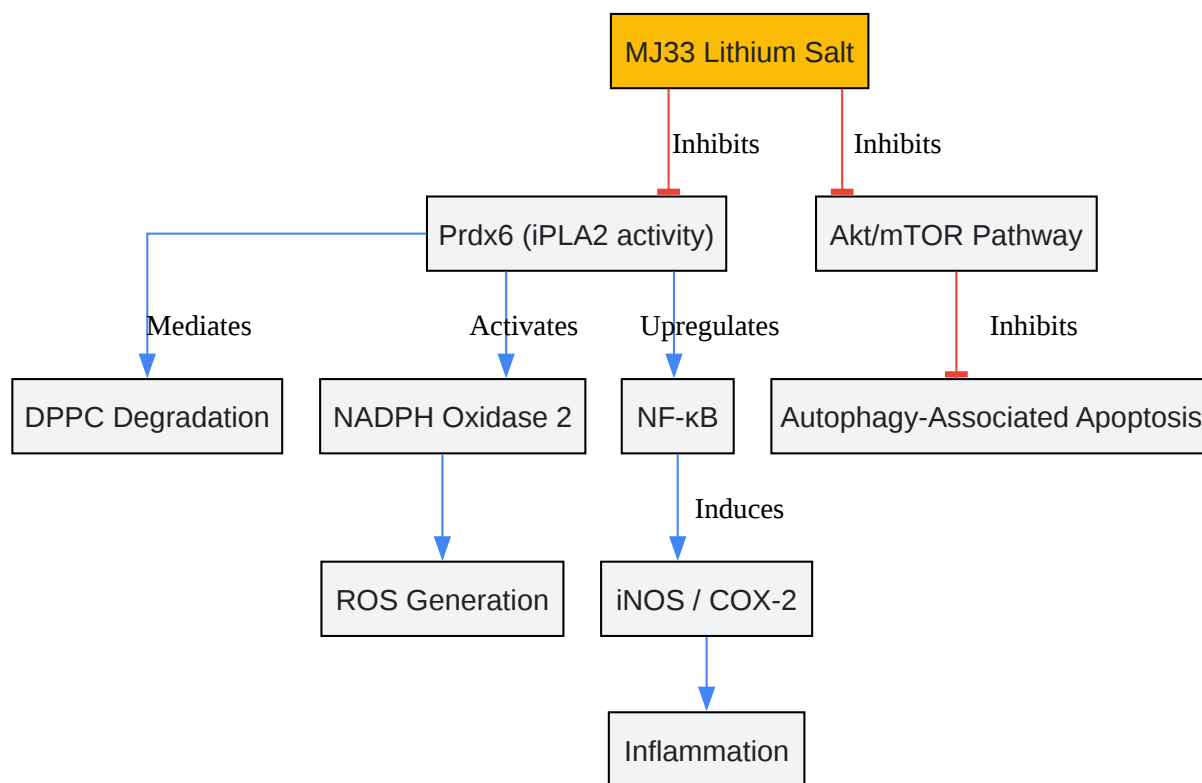 MJ33 Lithium Salt
Inhibits
Inhibits
Prdx6 (iPLA2 activity)
Akt/mTOR Pathway
Mediates
Activates
Upregulates
Inhibits
DPPC Degradation
NADPH Oxidase 2
NF-κB
Autophagy-Associated Apoptosis
Induces
ROS Generation
iNOS / COX-2
Inflammation